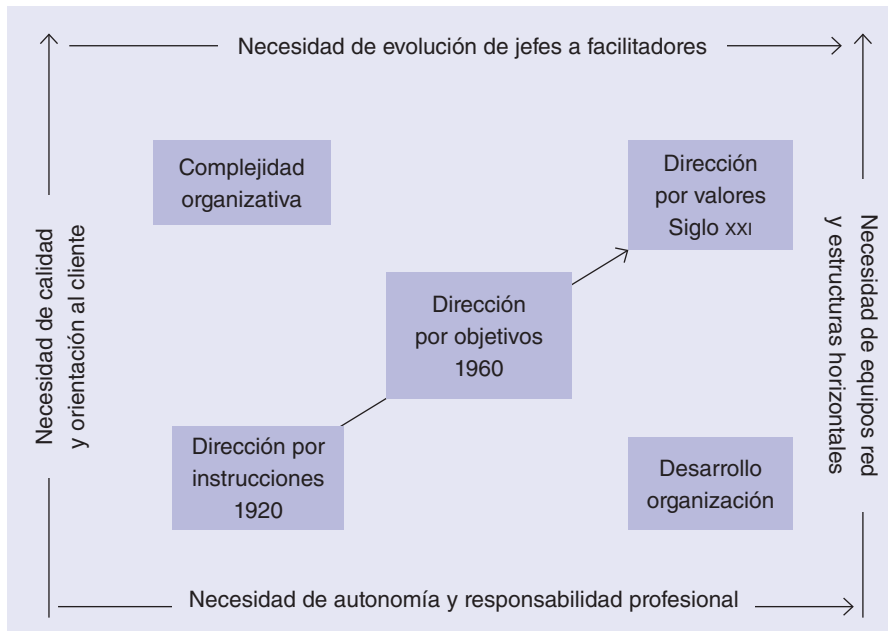 Necesidad de evolución de jefes a facilitadores
Necesidad de calidad
y orientación al cliente
Complejidad
organizativa
Dirección
por valores
Siglo XXI
Dirección
por objetivos
1960
Dirección por
instrucciones
1920
Desarrollo
organización
Necesidad de equipos red
y estructuras horizontales
Necesidad de autonomía y responsabilidad profesional